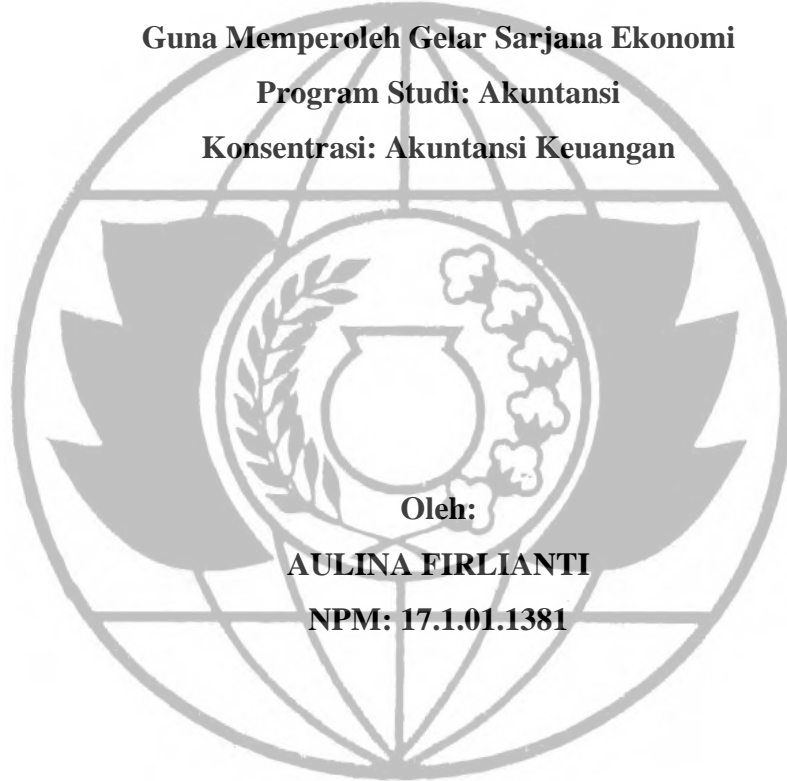 Guna Memperoleh Gelar Sarjana Ekonomi
Program Studi: Akuntansi
Konsentrasi: Akuntansi Keuangan
Oleh:
AULINA FIRLIANTI
NPM: 17.1.01.1381